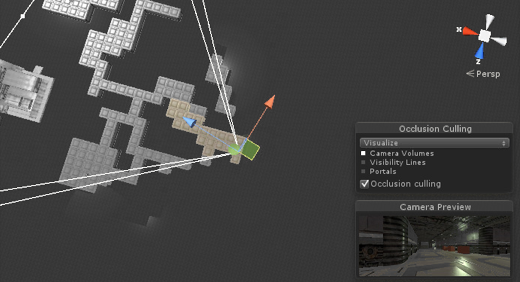 x
z
Persp
Occlusion Culling
Visualize
Camera Volumes
Visibility Lines
Portals
Occlusion culling
Camera Preview